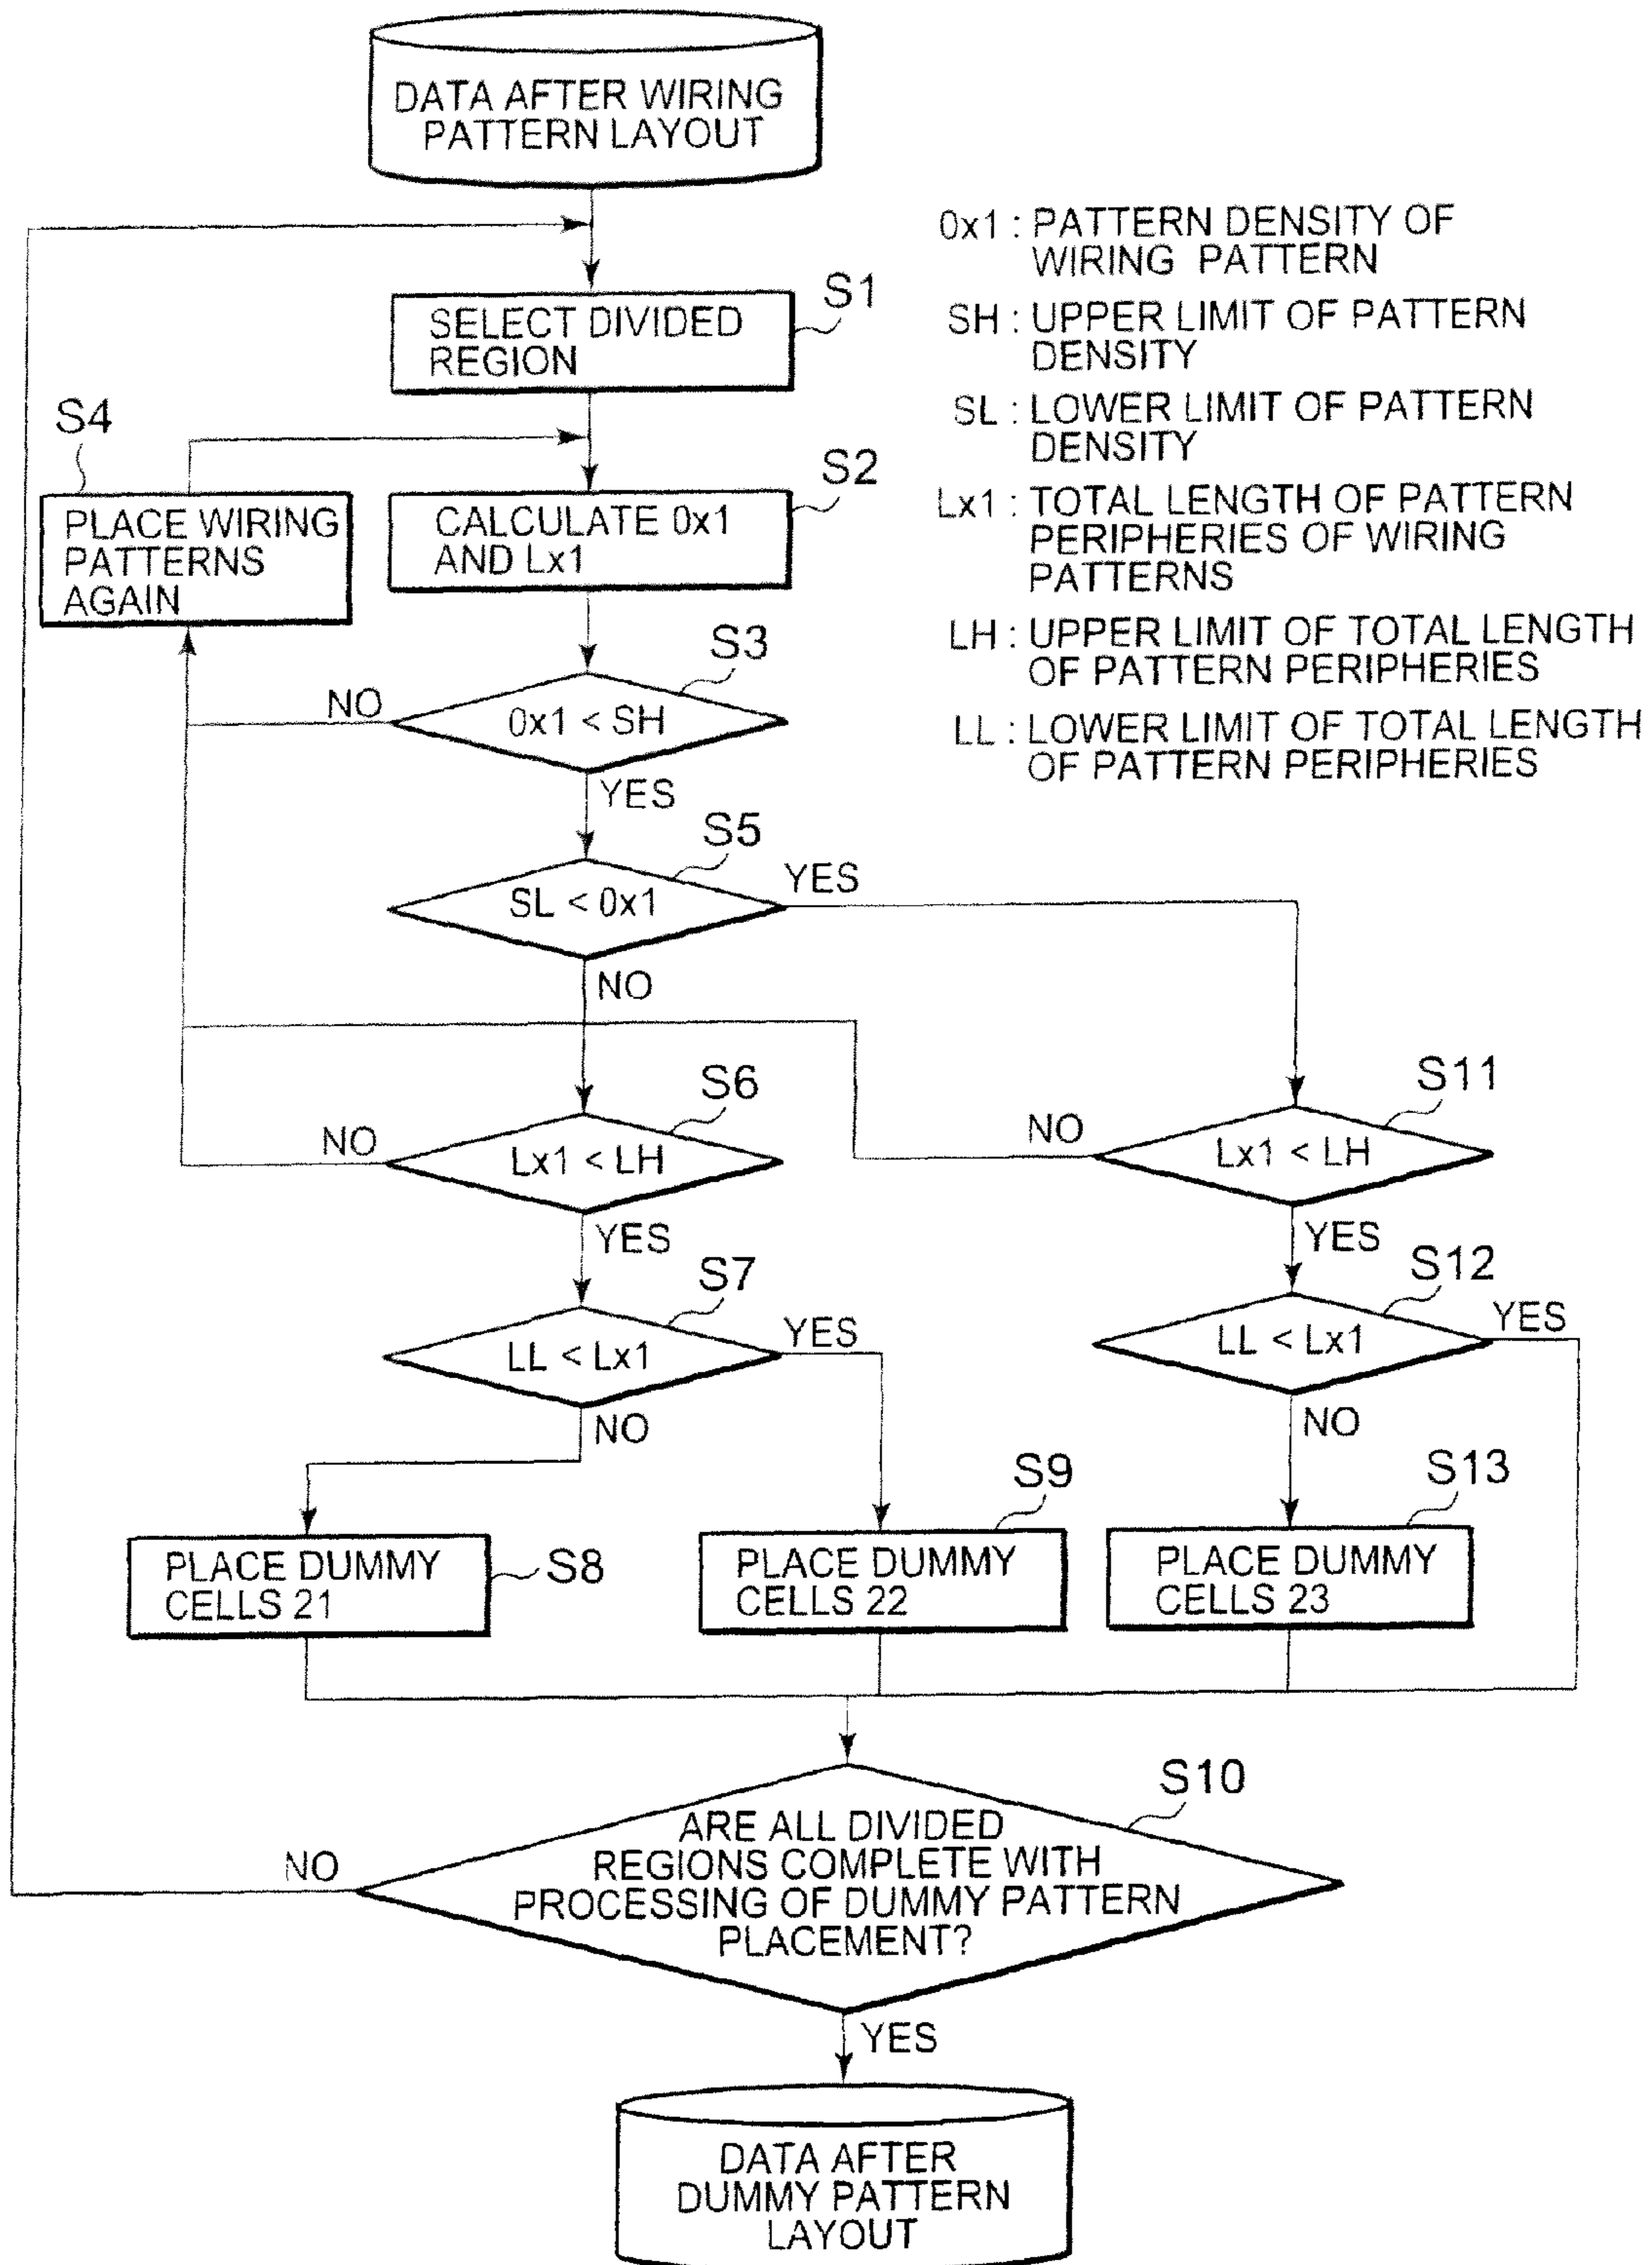 DATA AFTER WIRING
PATTERN LAYOUT
0x1 : PATTERN DENSITY OF
WIRING PATTERN
SH : UPPER LIMIT OF PATTERN
DENSITY
SL : LOWER LIMIT OF PATTERN
DENSITY
Lx1 : TOTAL LENGTH OF PATTERN
PERIPHERIES OF WIRING
PATTERNS
LH : UPPER LIMIT OF TOTAL LENGTH
OF PATTERN PERIPHERIES
LL : LOWER LIMIT OF TOTAL LENGTH
OF PATTERN PERIPHERIES
S1
SELECT DIVIDED
REGION
S4
PLACE WIRING
PATTERNS
AGAIN
S2
CALCULATE 0x1
AND Lx1
S3
NO
0x1 < SH
YES
S5
YES
SL < 0x1
NO
S6
NO
Lx1 < LH
YES
S11
NO
Lx1 < LH
YES
S7
YES
LL < Lx1
NO
S12
YES
LL < Lx1
NO
PLACE DUMMY
CELLS 21
S8
S9
PLACE DUMMY
CELLS 22
S13
PLACE DUMMY
CELLS 23
S10
NO
ARE ALL DIVIDED
REGIONS COMPLETE WITH
PROCESSING OF DUMMY PATTERN
PLACEMENT?
YES
DATA AFTER
DUMMY PATTERN
LAYOUT